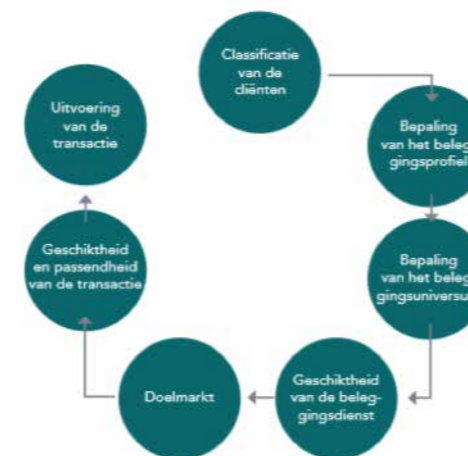 Classificatie
van de
cliënten
Bepaling
van het beleg-
gingsprofiel
Bepaling
van het beleg-
gingsuniversu
Geschiktheid
van de beleg-
gingsdienst
Doelmarkt
Geschiktheid
en passendheid
van de transactie
Uitvoering
van de
transactie